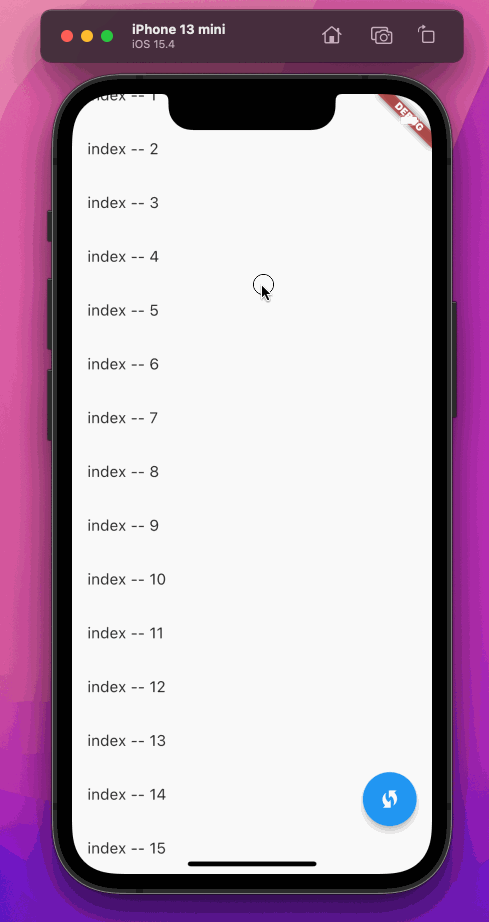 iPhone 13 mini
iOS 15.4
index -- 1
DEBUG
index -- 2
index -- 3
index -- 4
index -- 5
index -- 6
index -- 7
index -- 8
index -- 9
index -- 10
index -- 11
index -- 12
index -- 13
index -- 14
index -- 15